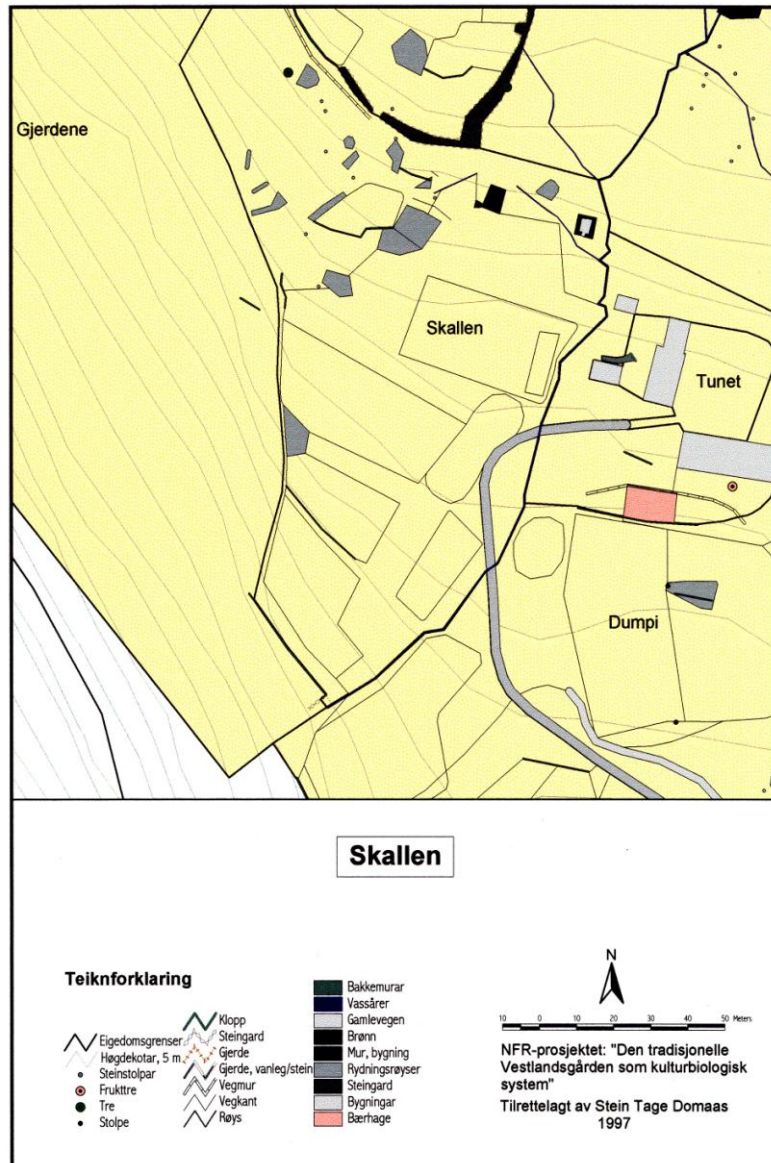 Gjerdene
Skallen
Tunet
Dumpi
Skallen
Teiknforklaring
Eigedomsgrenser
Høgdekotar, 5 m
Steinstolpar
Frukttre
Tre
Stolpe
Klopp
Steingard
Gjerde
Gjerde, vanleg/stein
Vegmur
Vegkant
Røys
Bakkemurar
Vassårer
Gamlevegen
Brønn
Mur, bygning
Rydningsrøyser
Steingard
Bygningar
Bærhage
N
10 0 10 20 30 40 50 Meters
NFR-prosjektet: "Den tradisjonelle
Vestlandsgården som kulturbiologisk
system"
Tilrettelagt av Stein Tage Domaas
1997